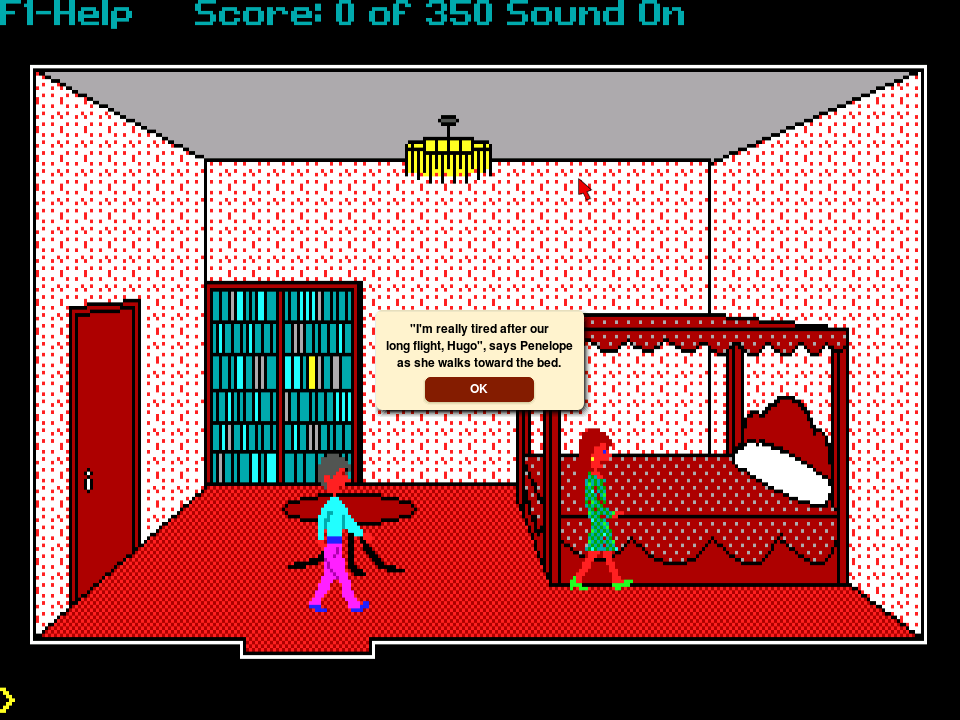 F1-Help Score: 0 of 350 Sound On
"I'm really tired after our
long flight, Hugo", says Penelope
as she walks toward the bed.
OK
>